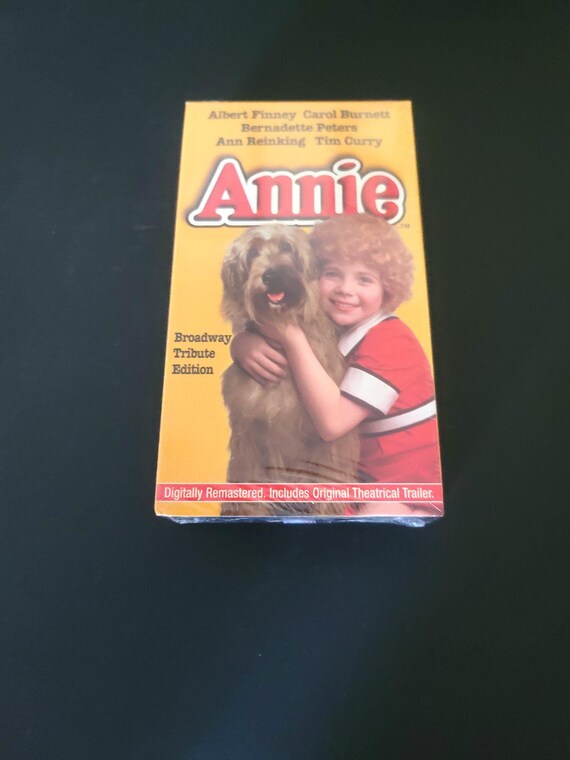 Albert Finney Carol Burnett
Bernadette Peters
Ann Reinking Tim Curry
Annie
TM
Broadway
Tribute
Edition
Digitally Remastered. Includes Original Theatrical Trailer.